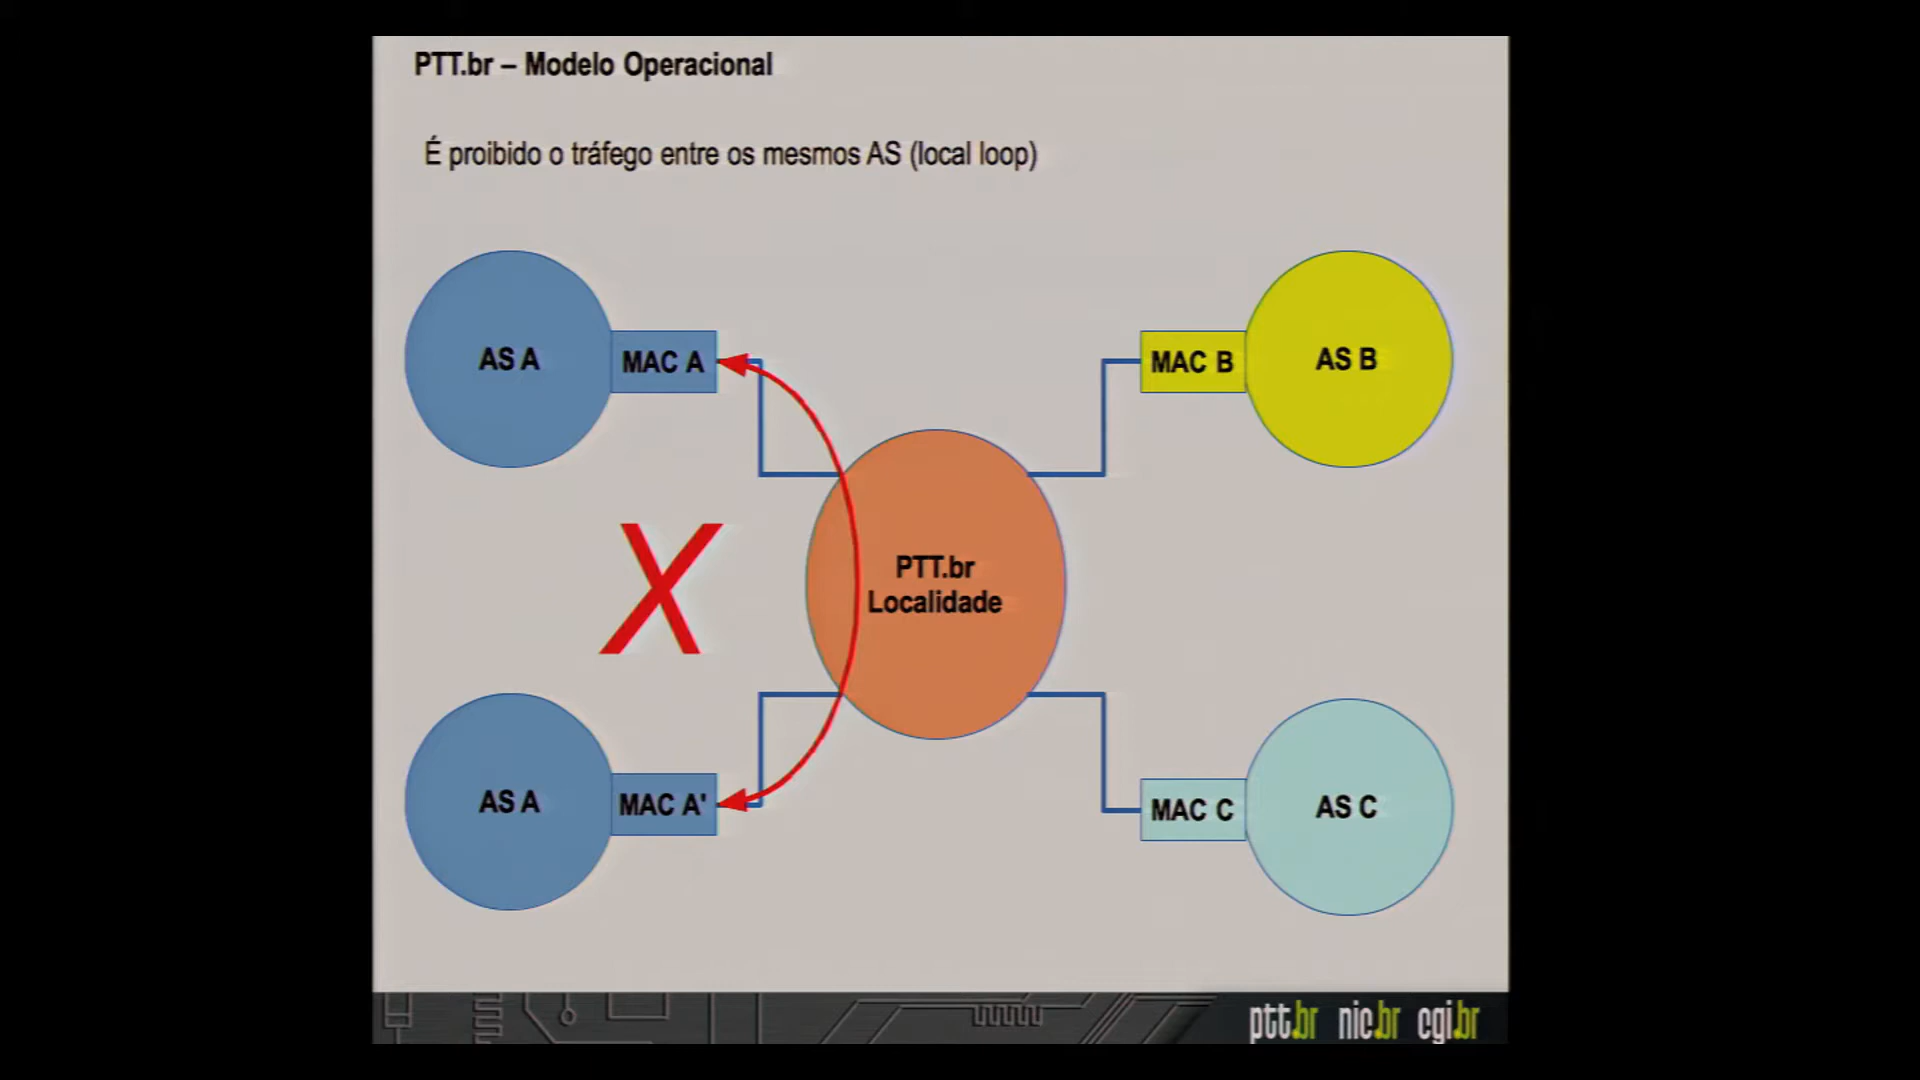 PTT.br – Modelo Operacional
É proibido o tráfego entre os mesmos AS (local loop)
AS A
MAC A
MAC B
AS B
X
PTT.br
Localidade
AS A
MAC A'
MAC C
AS C
ptt.br nic.br cgi.br